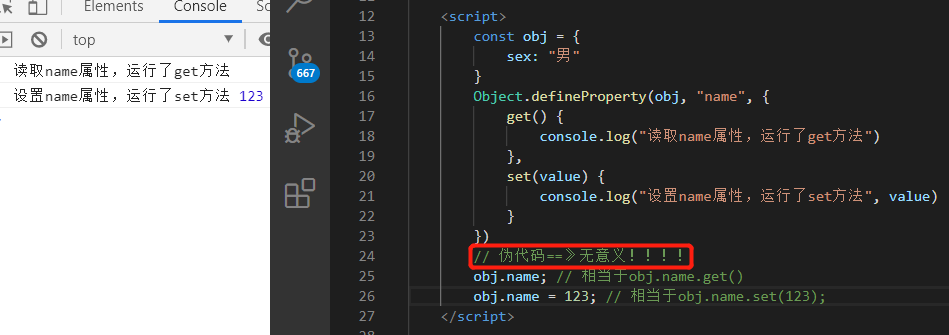 Elements
Console
top
读取name属性，运行了get方法
设置name属性，运行了set方法 123
667
12 <script>
13 const obj = {
14 sex: "男"
15 }
16 Object.defineProperty(obj, "name", {
17 get() {
18 console.log("读取name属性，运行了get方法")
19 },
20 set(value) {
21 console.log("设置name属性，运行了set方法", value)
22 }
23 })
24 // 伪代码==》无意义！！！！
25 obj.name; // 相当于obj.name.get()
26 obj.name = 123; // 相当于obj.name.set(123);
27 </script>